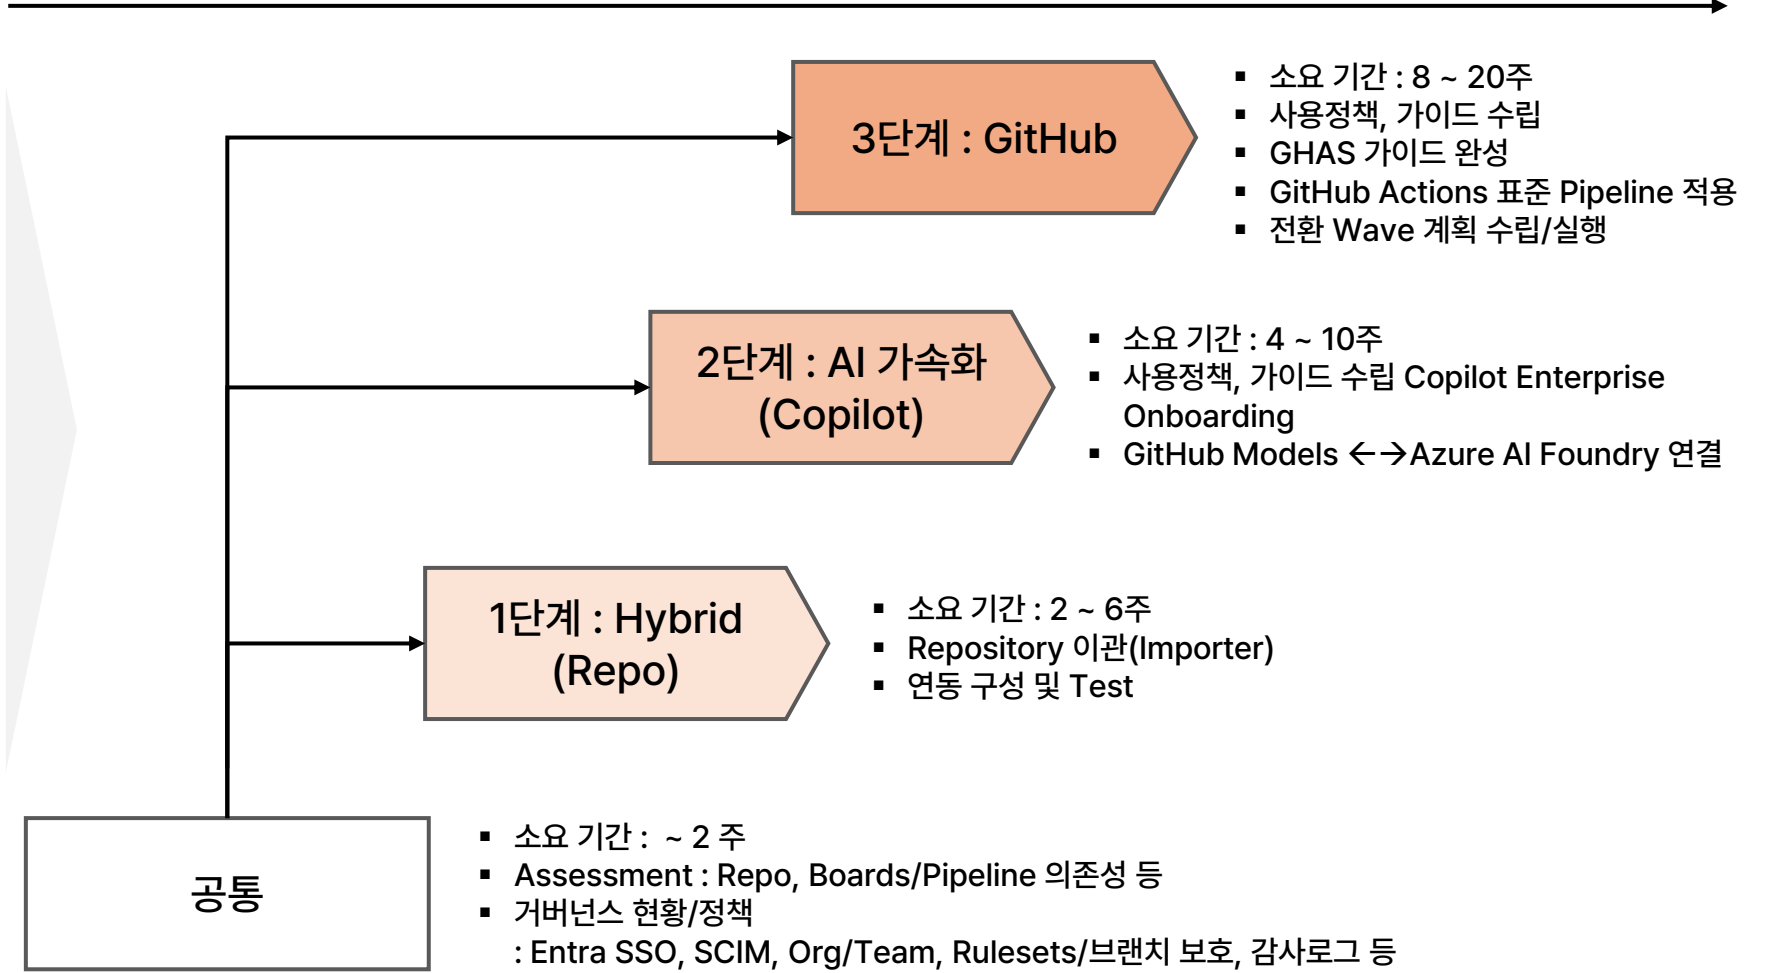 3단계 : GitHub
▪ 소요 기간 : 8 ~ 20주
▪ 사용정책, 가이드 수립
▪ GHAS 가이드 완성
▪ GitHub Actions 표준 Pipeline 적용
▪ 전환 Wave 계획 수립/실행
2단계 : AI 가속화
(Copilot)
▪ 소요 기간 : 4 ~ 10주
▪ 사용정책, 가이드 수립 Copilot Enterprise
Onboarding
▪ GitHub Models ←→Azure AI Foundry 연결
1단계 : Hybrid
(Repo)
▪ 소요 기간 : 2 ~ 6주
▪ Repository 이관(Importer)
▪ 연동 구성 및 Test
공통
▪ 소요 기간 : ~ 2 주
▪ Assessment : Repo, Boards/Pipeline 의존성 등
▪ 거버넌스 현황/정책
: Entra SSO, SCIM, Org/Team, Rulesets/브랜치 보호, 감사로그 등